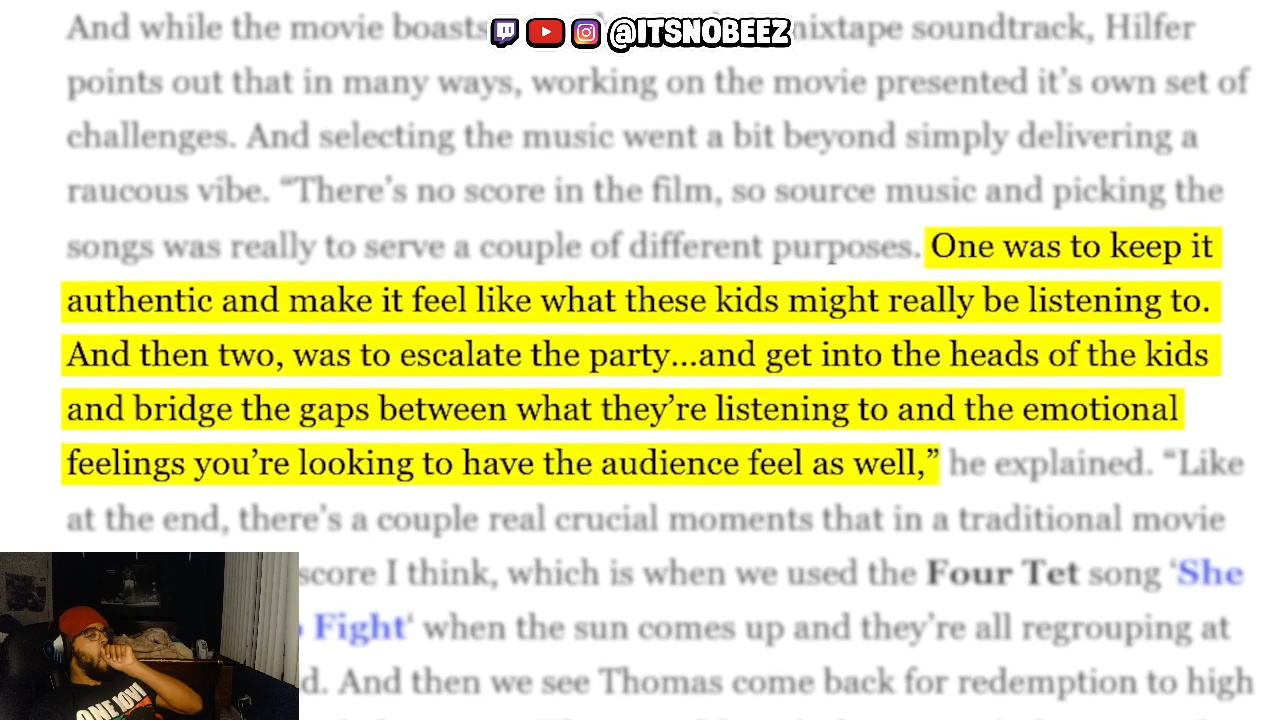 @ITSNOBEEZ
And while the movie boasts mixtape soundtrack, Hilfer
points out that in many ways, working on the movie presented it's own set of
challenges. And selecting the music went a bit beyond simply delivering a
raucous vibe. “There's no score in the film, so source music and picking the
songs was really to serve a couple of different purposes. One was to keep it
authentic and make it feel like what these kids might really be listening to.
And then two, was to escalate the party...and get into the heads of the kids
and bridge the gaps between what they're listening to and the emotional
feelings you're looking to have the audience feel as well,” he explained. “Like
at the end, there's a couple real crucial moments that in a traditional movie
score I think, which is when we used the Four Tet song ‘She
Fight‘ when the sun comes up and they're all regrouping at
d. And then we see Thomas come back for redemption to high
ONE LOVE